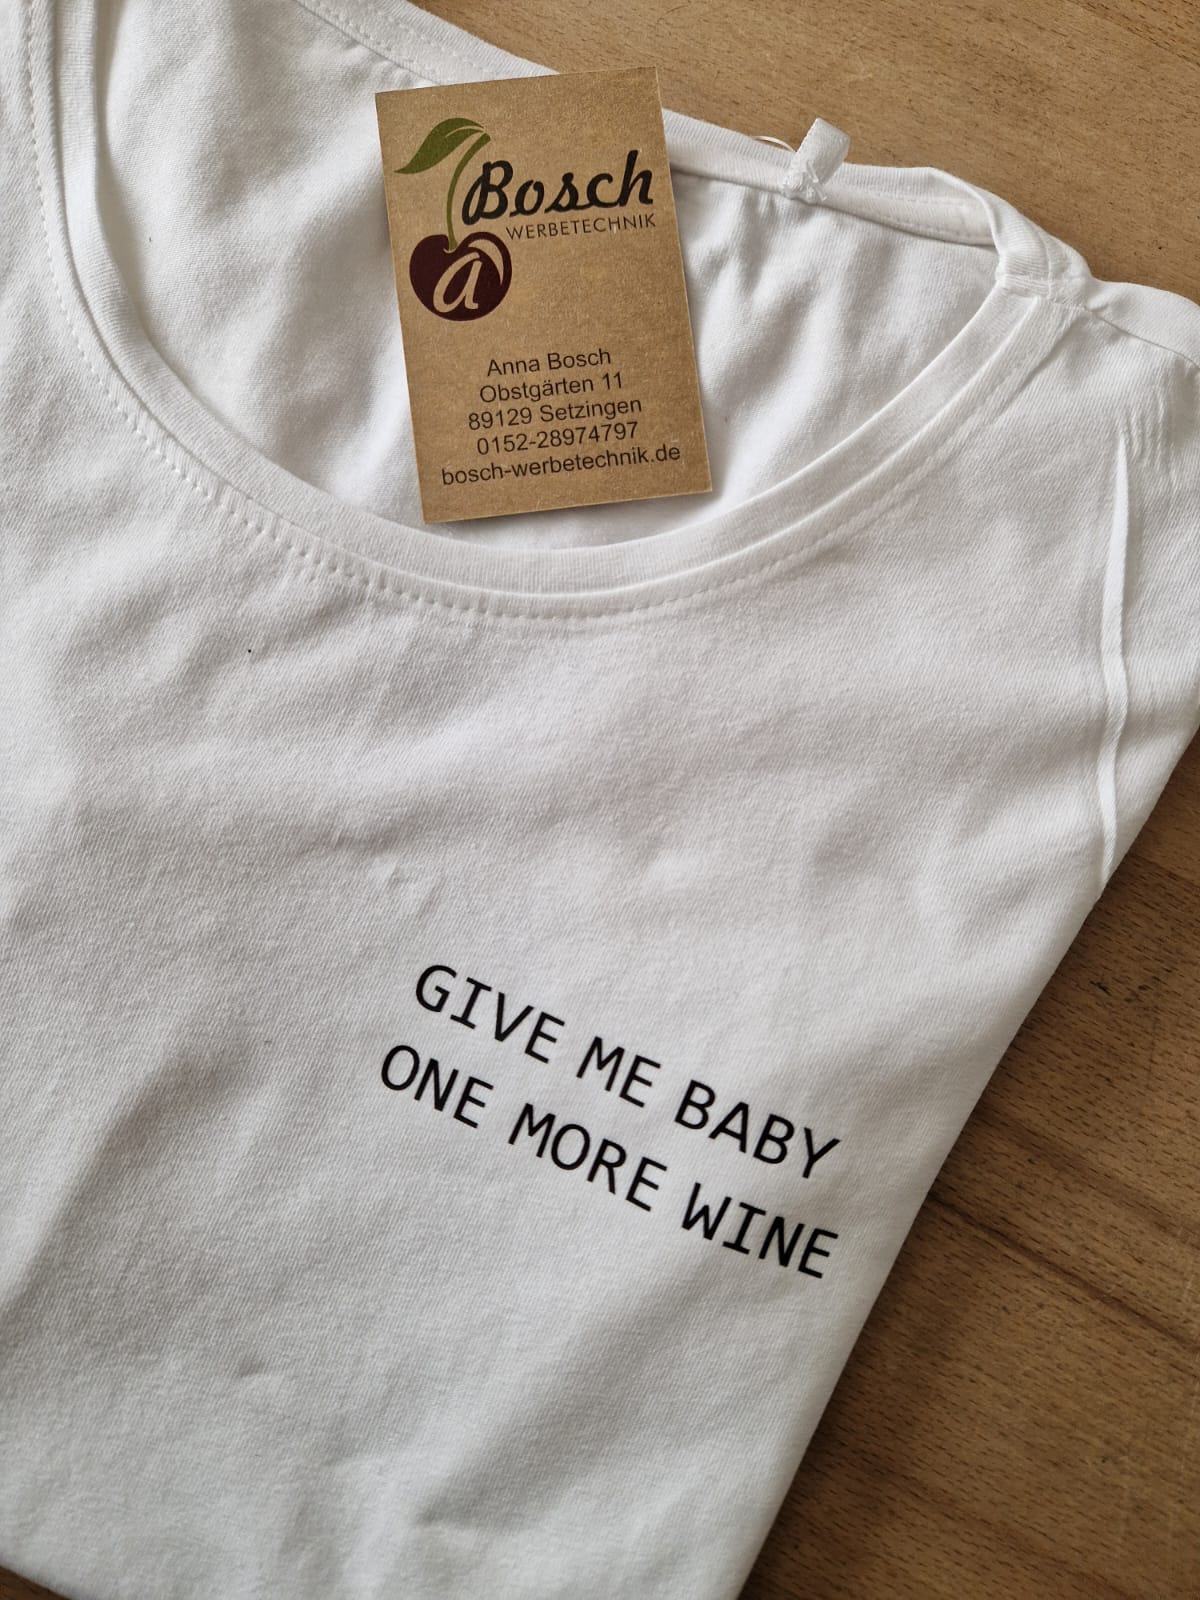 Bosch
WERBETECHNIK
a
Anna Bosch
Obstgärten 11
89129 Setzingen
0152-28974797
bosch-werbetechnik.de
GIVE ME BABY
ONE MORE WINE